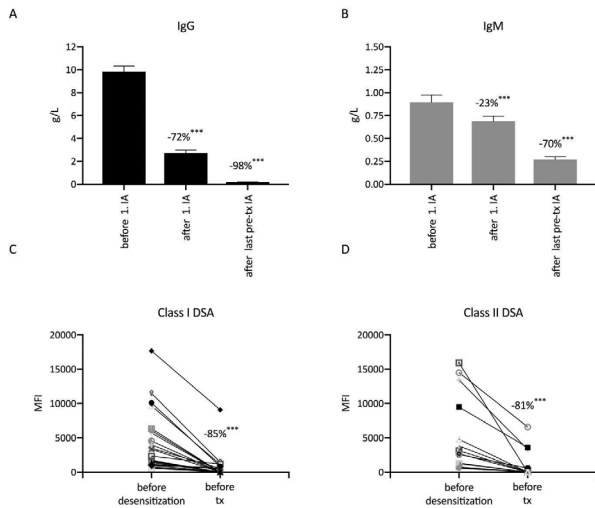 A
IgG
12
10
8
6
4
2
0
g/L
-72%***
-98%***
before 1. IA
after 1. IA
after last pre-tx IA
B
IgM
1.50
1.25
1.00
0.75
0.50
0.25
0.00
g/L
-23%***
-70%***
before 1. IA
after 1. IA
after last pre-tx IA
C
Class I DSA
20000
15000
10000
5000
0
MFI
-85%***
before
desensitization
before
tx
D
Class II DSA
20000
15000
10000
5000
0
MFI
-81%***
before
desensitization
before
tx